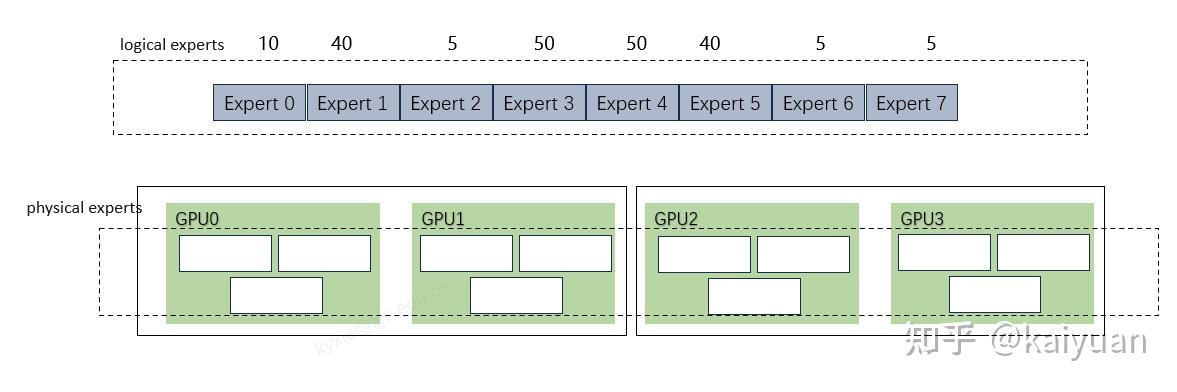 logical experts 10 40 5 50 50 40 5 5
Expert 0 Expert 1 Expert 2 Expert 3 Expert 4 Expert 5 Expert 6 Expert 7
physical experts
GPU0 GPU1 GPU2 GPU3
知乎 @kaiyuan